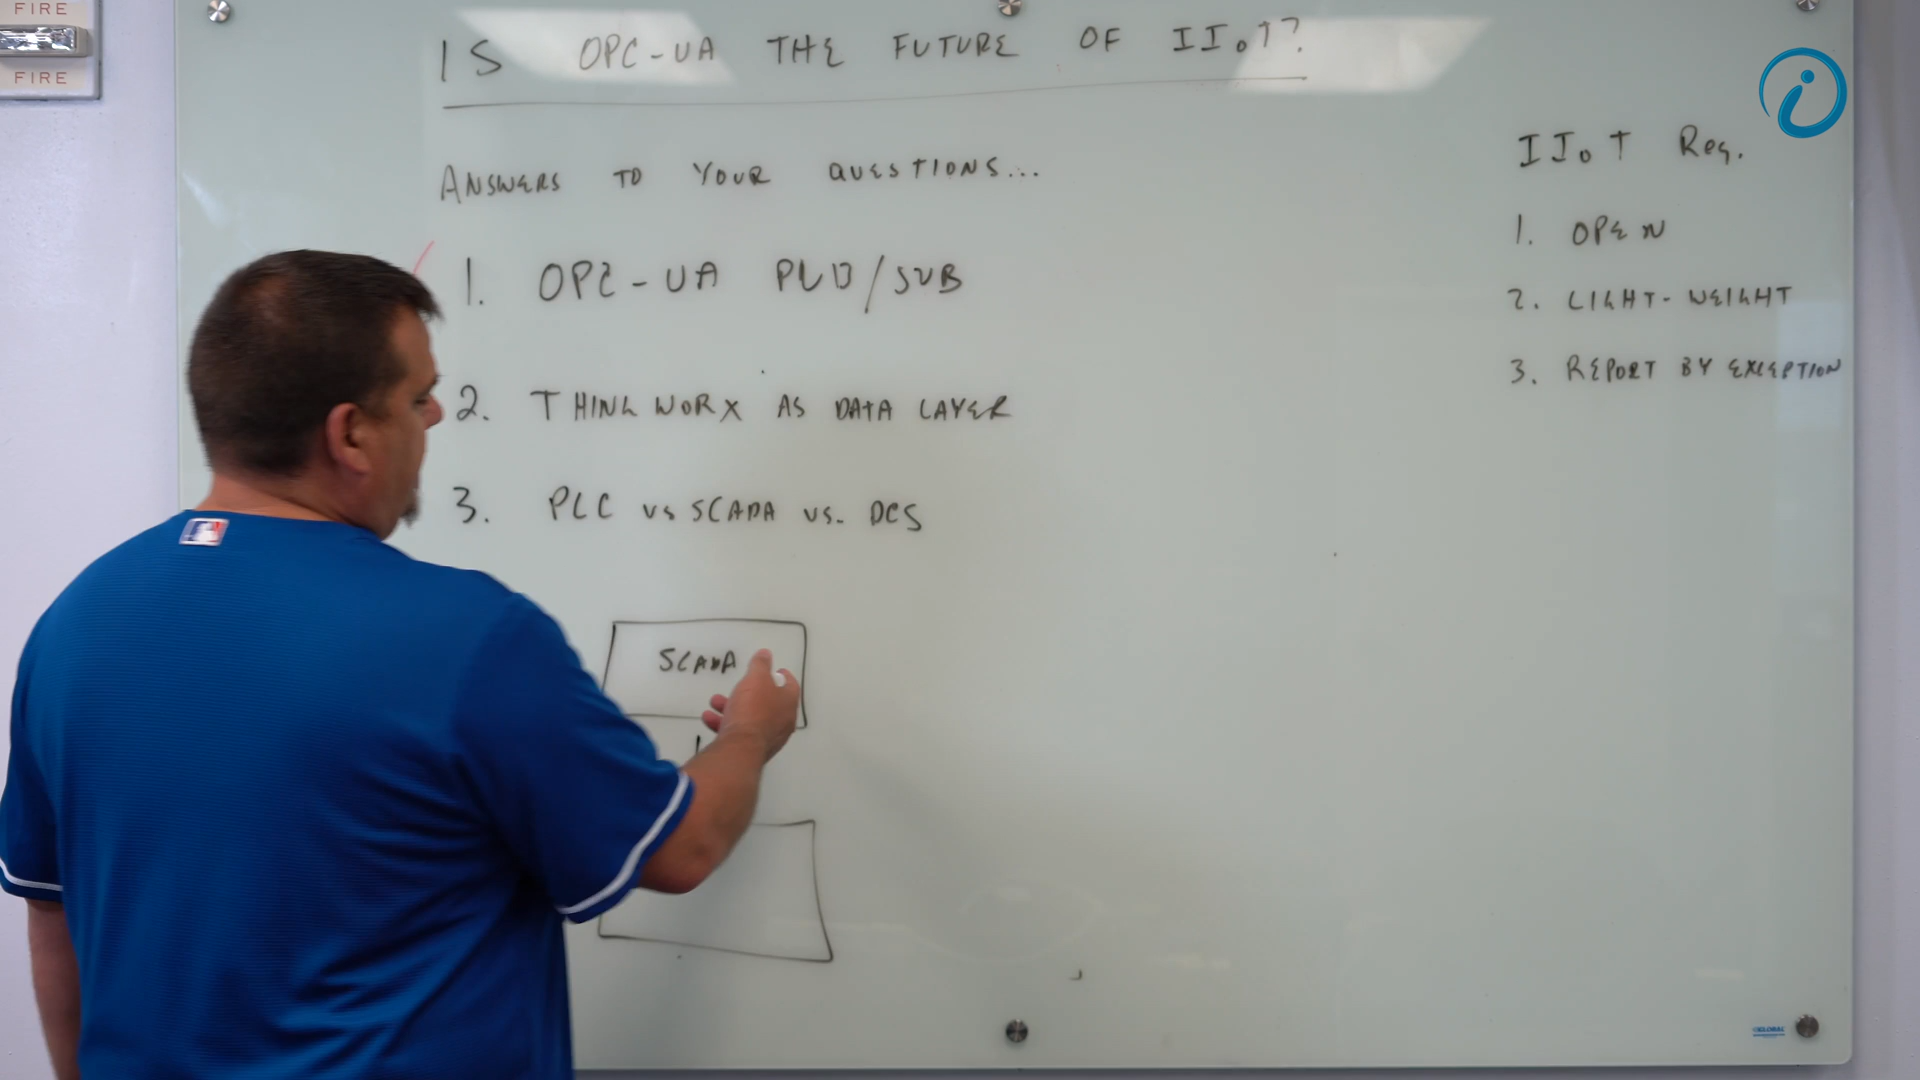 FIRE
FIRE
IS OPC-UA THE FUTURE OF IIOT?
ANSWERS TO YOUR QUESTIONS...
1. OPC-UA PUB/SUB
2. THINGWORX AS DATA LAYER
3. PLC VS SCADA VS. DCS
SCADA
IIOT Req.
1. OPEN
2. LIGHT-WEIGHT
3. REPORT BY EXCEPTION
GLOBAL